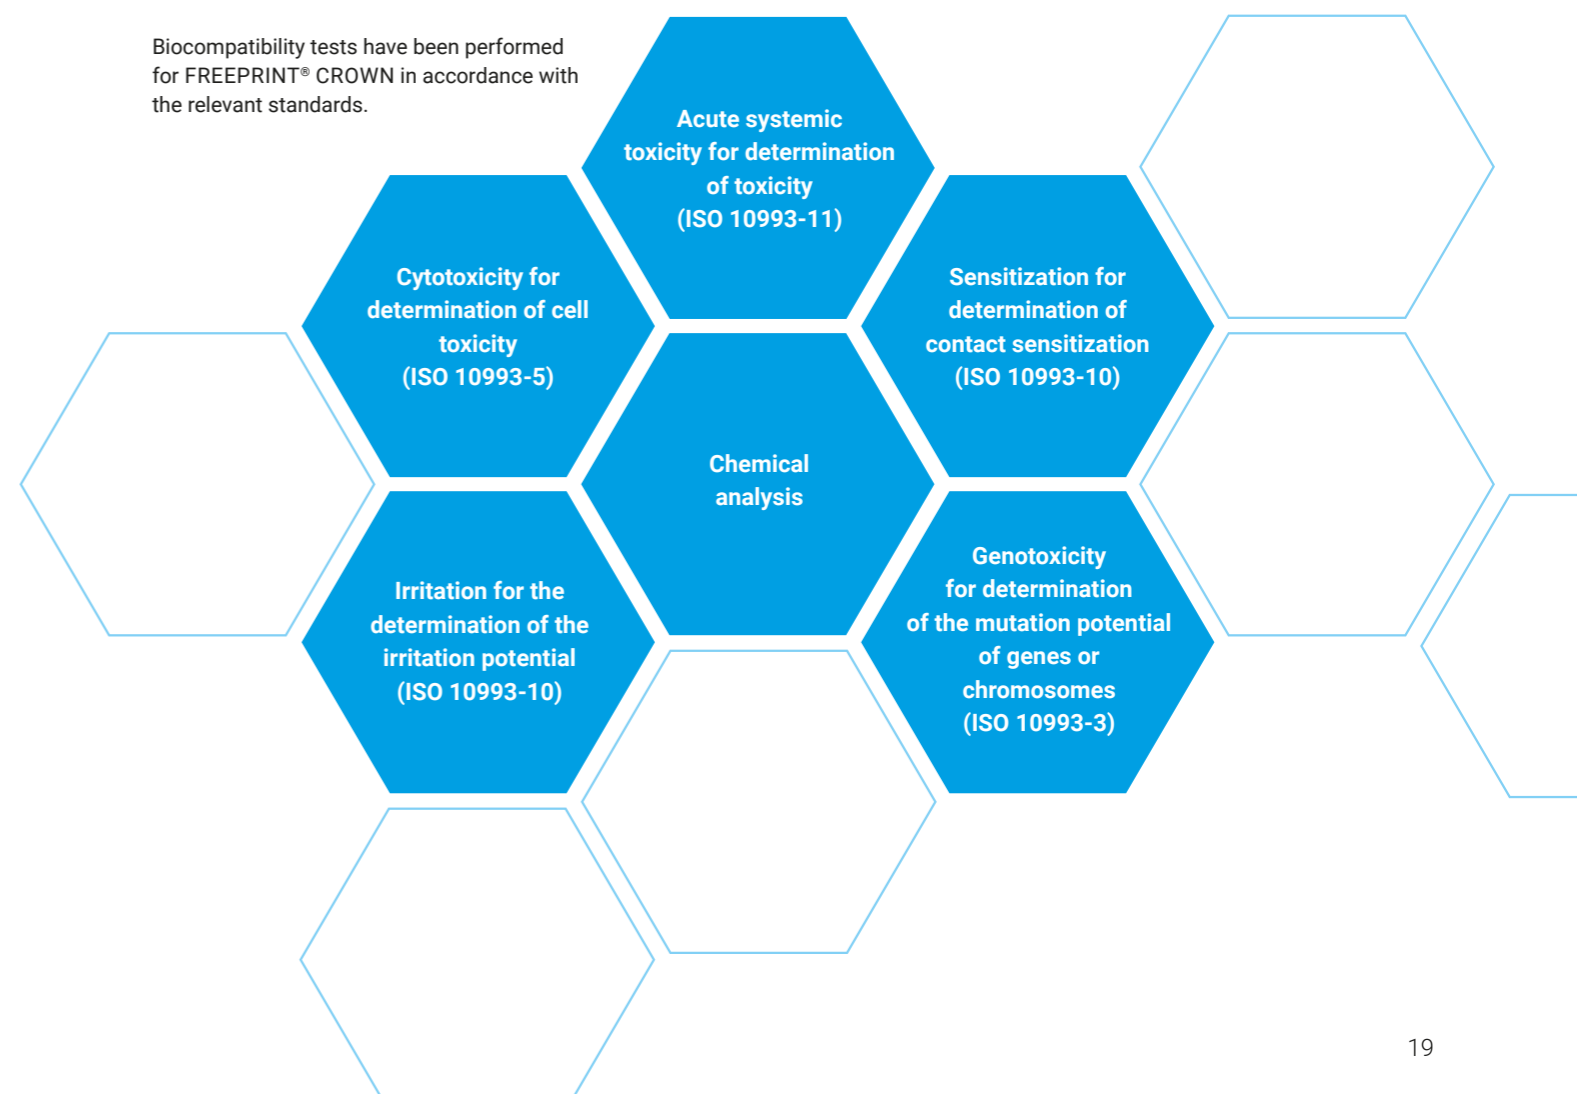 Biocompatibility tests have been performed
for FREEPRINT® CROWN in accordance with
the relevant standards.
Acute systemic
toxicity for determination
of toxicity
(ISO 10993-11)
Cytotoxicity for
determination of cell
toxicity
(ISO 10993-5)
Sensitization for
determination of
contact sensitization
(ISO 10993-10)
Chemical
analysis
Irritation for the
determination of the
irritation potential
(ISO 10993-10)
Genotoxicity
for determination
of the mutation potential
of genes or
chromosomes
(ISO 10993-3)
19